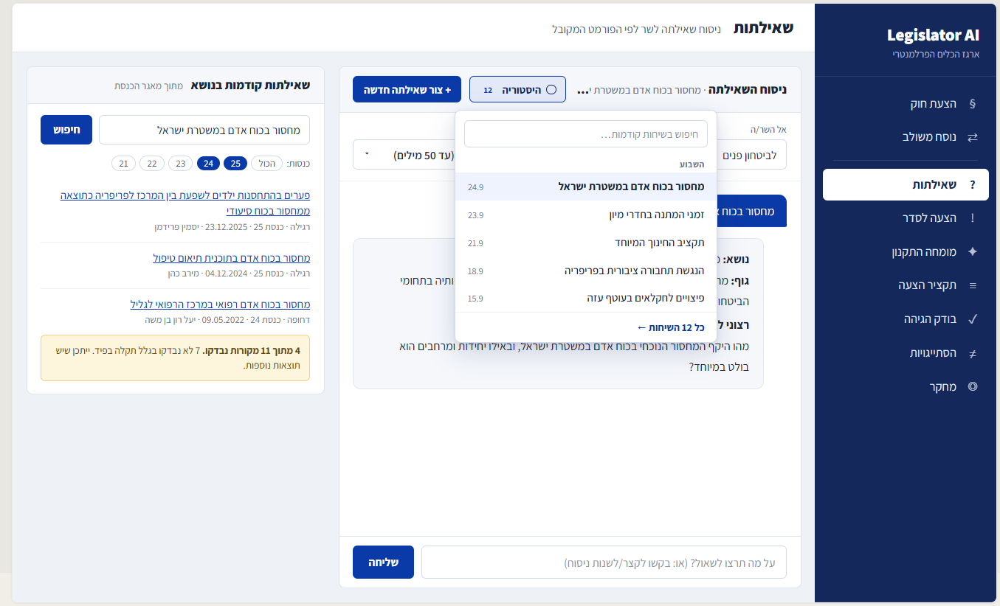 Legislator AI
ארגז הכלים הפרלמנטרי
§ הצעת חוק
⇄ נוסח משולב
? שאילתות
! הצעה לסדר
✦ מומחה התקנון
≡ תקציר הצעה
✓ בודק הגיהה
≠ הסתייגויות
◎ מחקר
שאילתות ניסוח שאילתה לשר לפי הפורמט המקובל
ניסוח השאילתה · מחסור בכוח אדם במשטרת י...
היסטוריה 12
+ צור שאילתה חדשה
אל השר/ה
לביטחון פנים
(עד 50 מילים)
חיפוש בשיחות קודמות...
השבוע
מחסור בכוח אדם במשטרת ישראל 24.9
זמני המתנה בחדרי מיון 23.9
תקציב החינוך המיוחד 21.9
הנגשת תחבורה ציבורית בפריפריה 18.9
פיצויים לחקלאים בעוטף עזה 15.9
כל 12 השיחות ←
מחסור בכוח
נושא:
גוף: ותיה בתחומי
הביטחו
רצוני ל
מהו היקף המחסור הנוכחי בכוח אדם במשטרת ישראל, ובאילו יחידות ומרחבים הוא
בולט במיוחד?
על מה תרצו לשאול? (או: בקשו לקצר/לשנות ניסוח)
שליחה
שאילתות קודמות בנושא מתוך מאגר הכנסת
מחסור בכוח אדם במשטרת ישראל
חיפוש
כנסות: הכול 25 24 23 22 21
פערים בהתחסנות ילדים לשפעת בין המרכז לפריפריה כתוצאה
ממחסור בכוח סיעודי
רגילה · כנסת 25 · 23.12.2025 · יסמין פרידמן
מחסור בכוח אדם בתוכנית תיאום טיפול
רגילה · כנסת 25 · 04.12.2024 · מירב כהן
מחסור בכוח אדם רפואי במרכז הרפואי לגליל
דחופה · כנסת 24 · 09.05.2022 · יעל רון בן משה
4 מתוך 11 מקורות נבדקו. 7 לא נבדקו בגלל תקלה בפיד. ייתכן שיש
תוצאות נוספות.